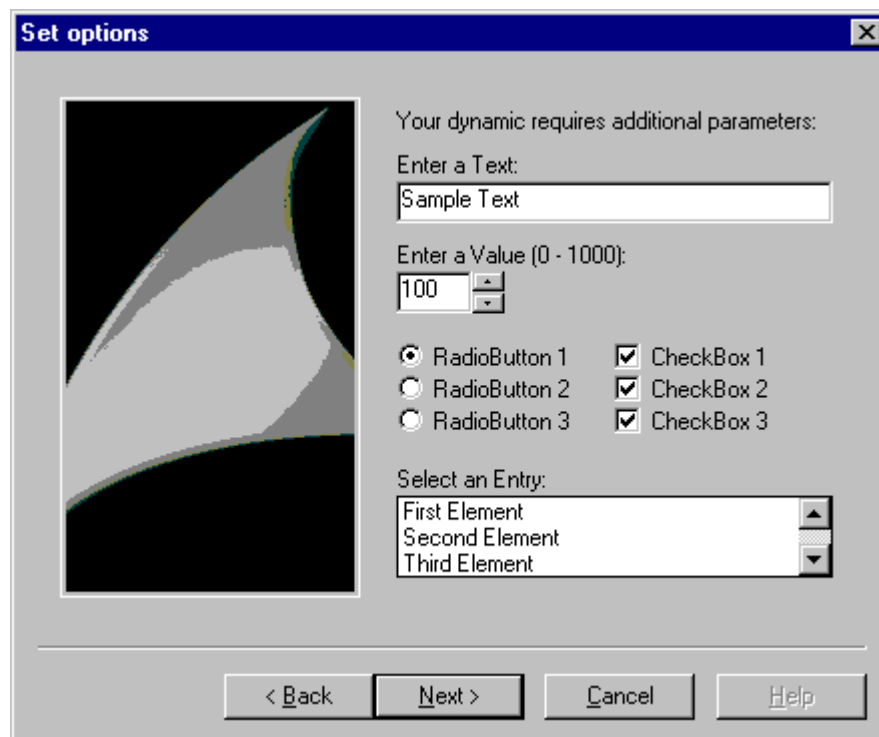 Set options
Your dynamic requires additional parameters:
Enter a Text:
Sample Text
Enter a Value (0 - 1000):
100
RadioButton 1 CheckBox 1
RadioButton 2 CheckBox 2
RadioButton 3 CheckBox 3
Select an Entry:
First Element
Second Element
Third Element
< Back Next > Cancel Help